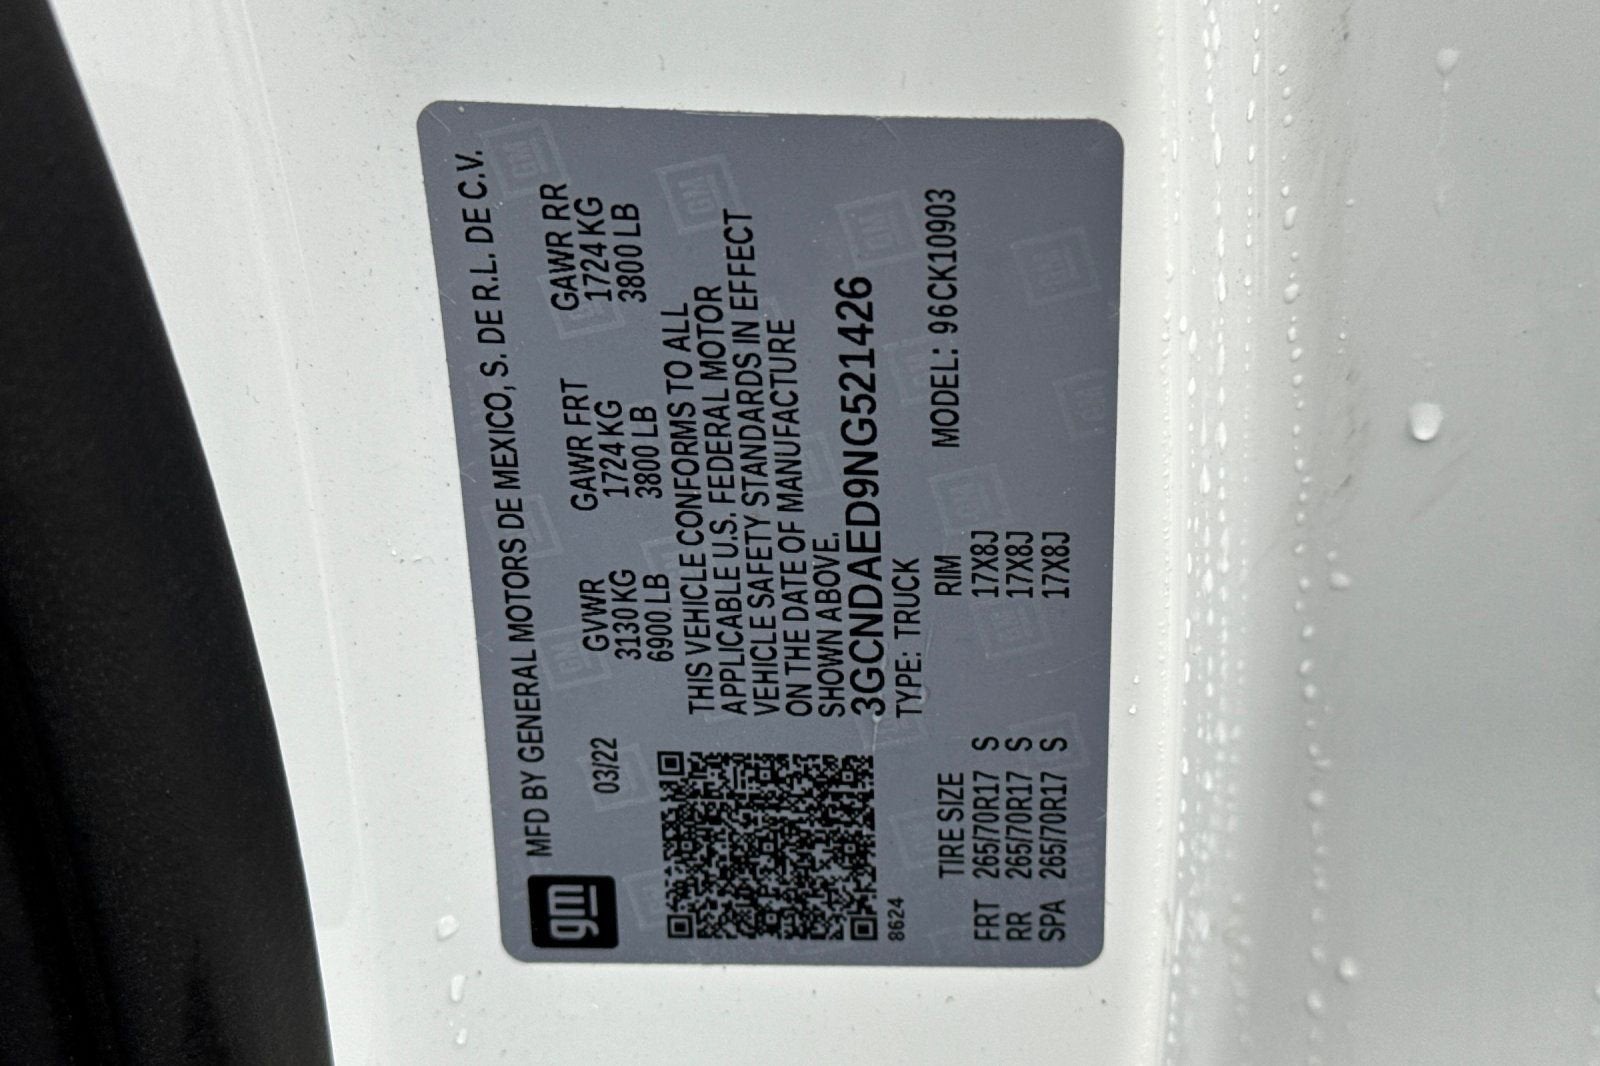 gm
MFD BY GENERAL MOTORS DE MEXICO, S. DE R.L. DE C.V.
03/22 GVWR GAWR FRT GAWR RR
3130 KG 1724 KG 1724 KG
6900 LB 3800 LB 3800 LB
THIS VEHICLE CONFORMS TO ALL
APPLICABLE U.S. FEDERAL MOTOR
VEHICLE SAFETY STANDARDS IN EFFECT
ON THE DATE OF MANUFACTURE
SHOWN ABOVE.
3GCNDAED9NG521426
8624 TYPE: TRUCK MODEL: 96CK10903
TIRE SIZE RIM
FRT 265/70R17 S 17X8J
RR 265/70R17 S 17X8J
SPA 265/70R17 S 17X8J